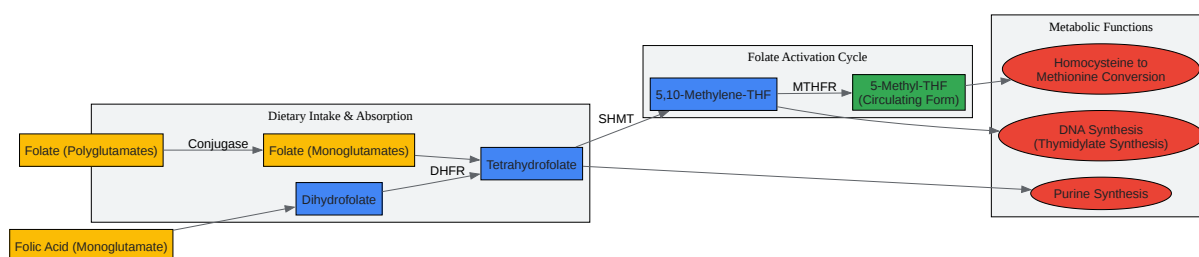 Metabolic Functions
Folate Activation Cycle
Homocysteine to
Methionine Conversion
5,10-Methylene-THF
MTHFR
5-Methyl-THF
(Circulating Form)
Dietary Intake & Absorption
SHMT
DNA Synthesis
(Thymidylate Synthesis)
Folate (Polyglutamates)
Conjugase
Folate (Monoglutamates)
Tetrahydrofolate
DHFR
Dihydrofolate
Purine Synthesis
Folic Acid (Monoglutamate)